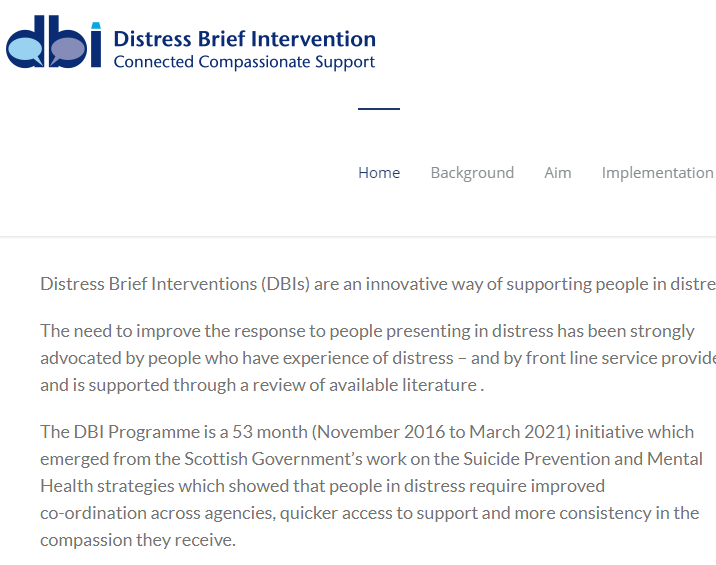 dbi
Distress Brief Intervention
Connected Compassionate Support
Home Background Aim Implementation
Distress Brief Interventions (DBIs) are an innovative way of supporting people in distre
The need to improve the response to people presenting in distress has been strongly
advocated by people who have experience of distress – and by front line service provide
and is supported through a review of available literature .
The DBI Programme is a 53 month (November 2016 to March 2021) initiative which
emerged from the Scottish Government’s work on the Suicide Prevention and Mental
Health strategies which showed that people in distress require improved
co-ordination across agencies, quicker access to support and more consistency in the
compassion they receive.